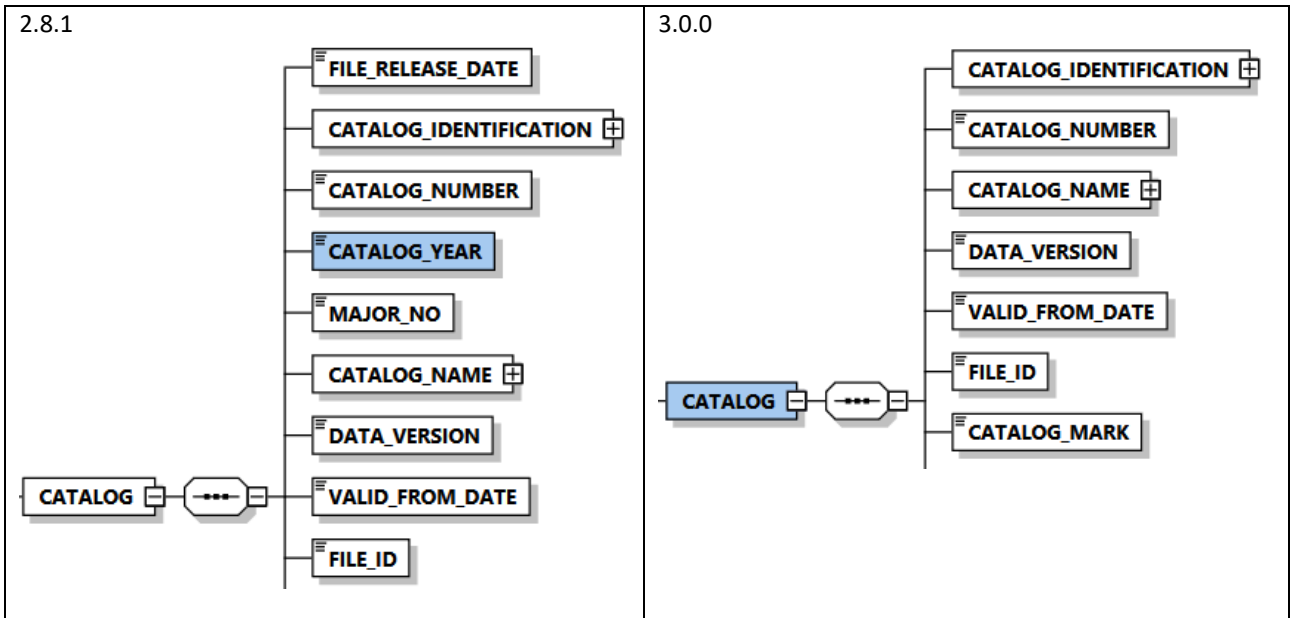 2.8.1
FILE_RELEASE_DATE
CATALOG_IDENTIFICATION
CATALOG_NUMBER
CATALOG_YEAR
MAJOR_NO
CATALOG_NAME
DATA_VERSION
CATALOG
VALID_FROM_DATE
FILE_ID
3.0.0
CATALOG_IDENTIFICATION
CATALOG_NUMBER
CATALOG_NAME
DATA_VERSION
VALID_FROM_DATE
FILE_ID
CATALOG
CATALOG_MARK